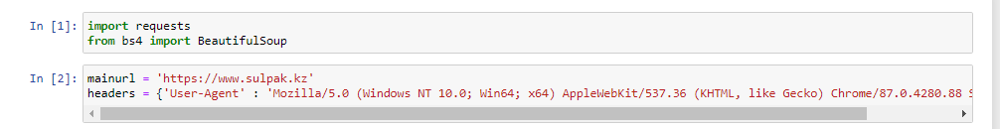 In [1]: import requests
from bs4 import BeautifulSoup
In [2]: mainurl = 'https://www.sulpak.kz'
headers = {'User-Agent' : 'Mozilla/5.0 (Windows NT 10.0; Win64; x64) AppleWebKit/537.36 (KHTML, like Gecko) Chrome/87.0.4280.88